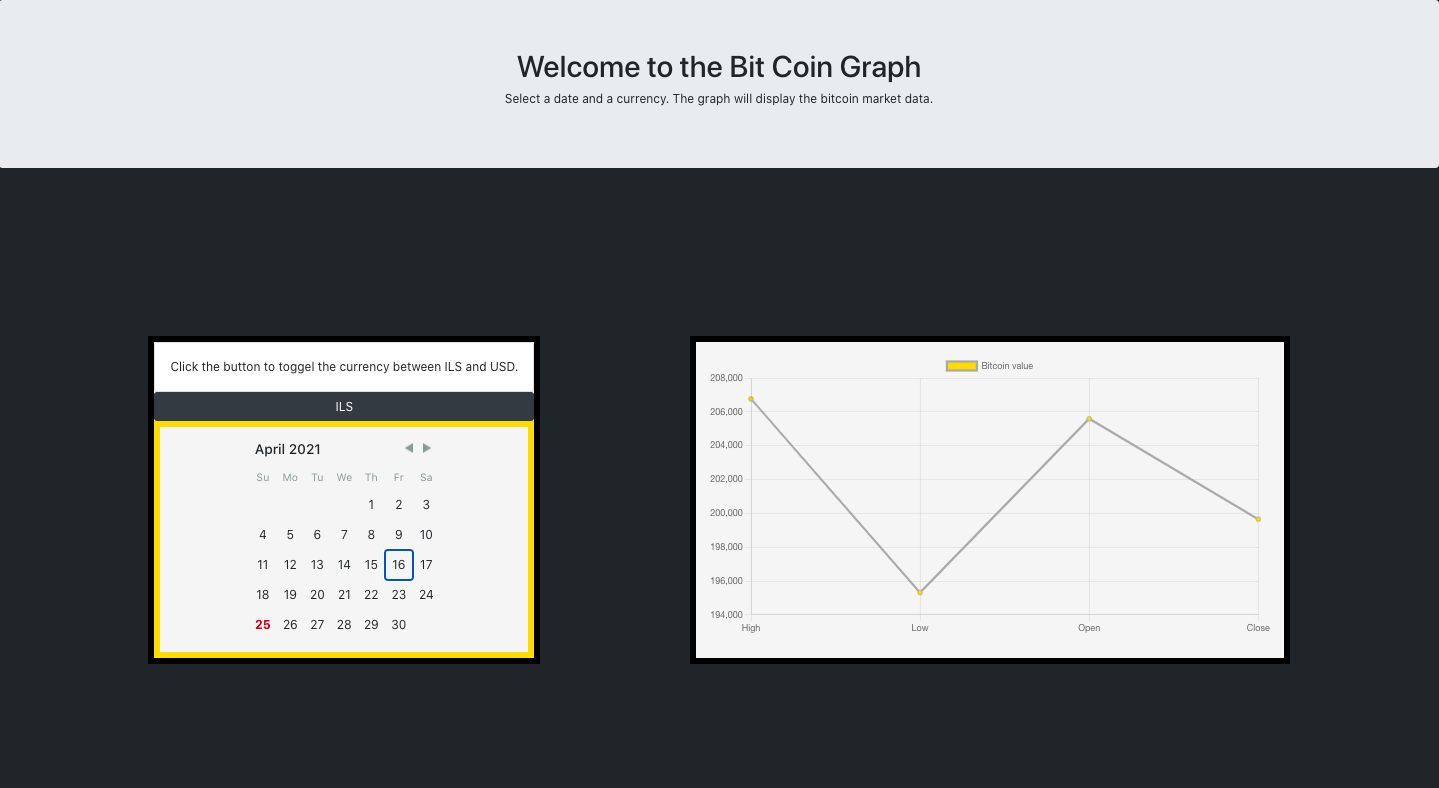 Welcome to the Bit Coin Graph
Select a date and a currency. The graph will display the bitcoin market data.
Click the button to toggel the currency between ILS and USD.
ILS
April 2021
Su Mo Tu We Th Fr Sa
1 2 3
4 5 6 7 8 9 10
11 12 13 14 15 16 17
18 19 20 21 22 23 24
25 26 27 28 29 30
Bitcoin value
208,000
206,000
204,000
202,000
200,000
198,000
196,000
194,000
High Low Open Close